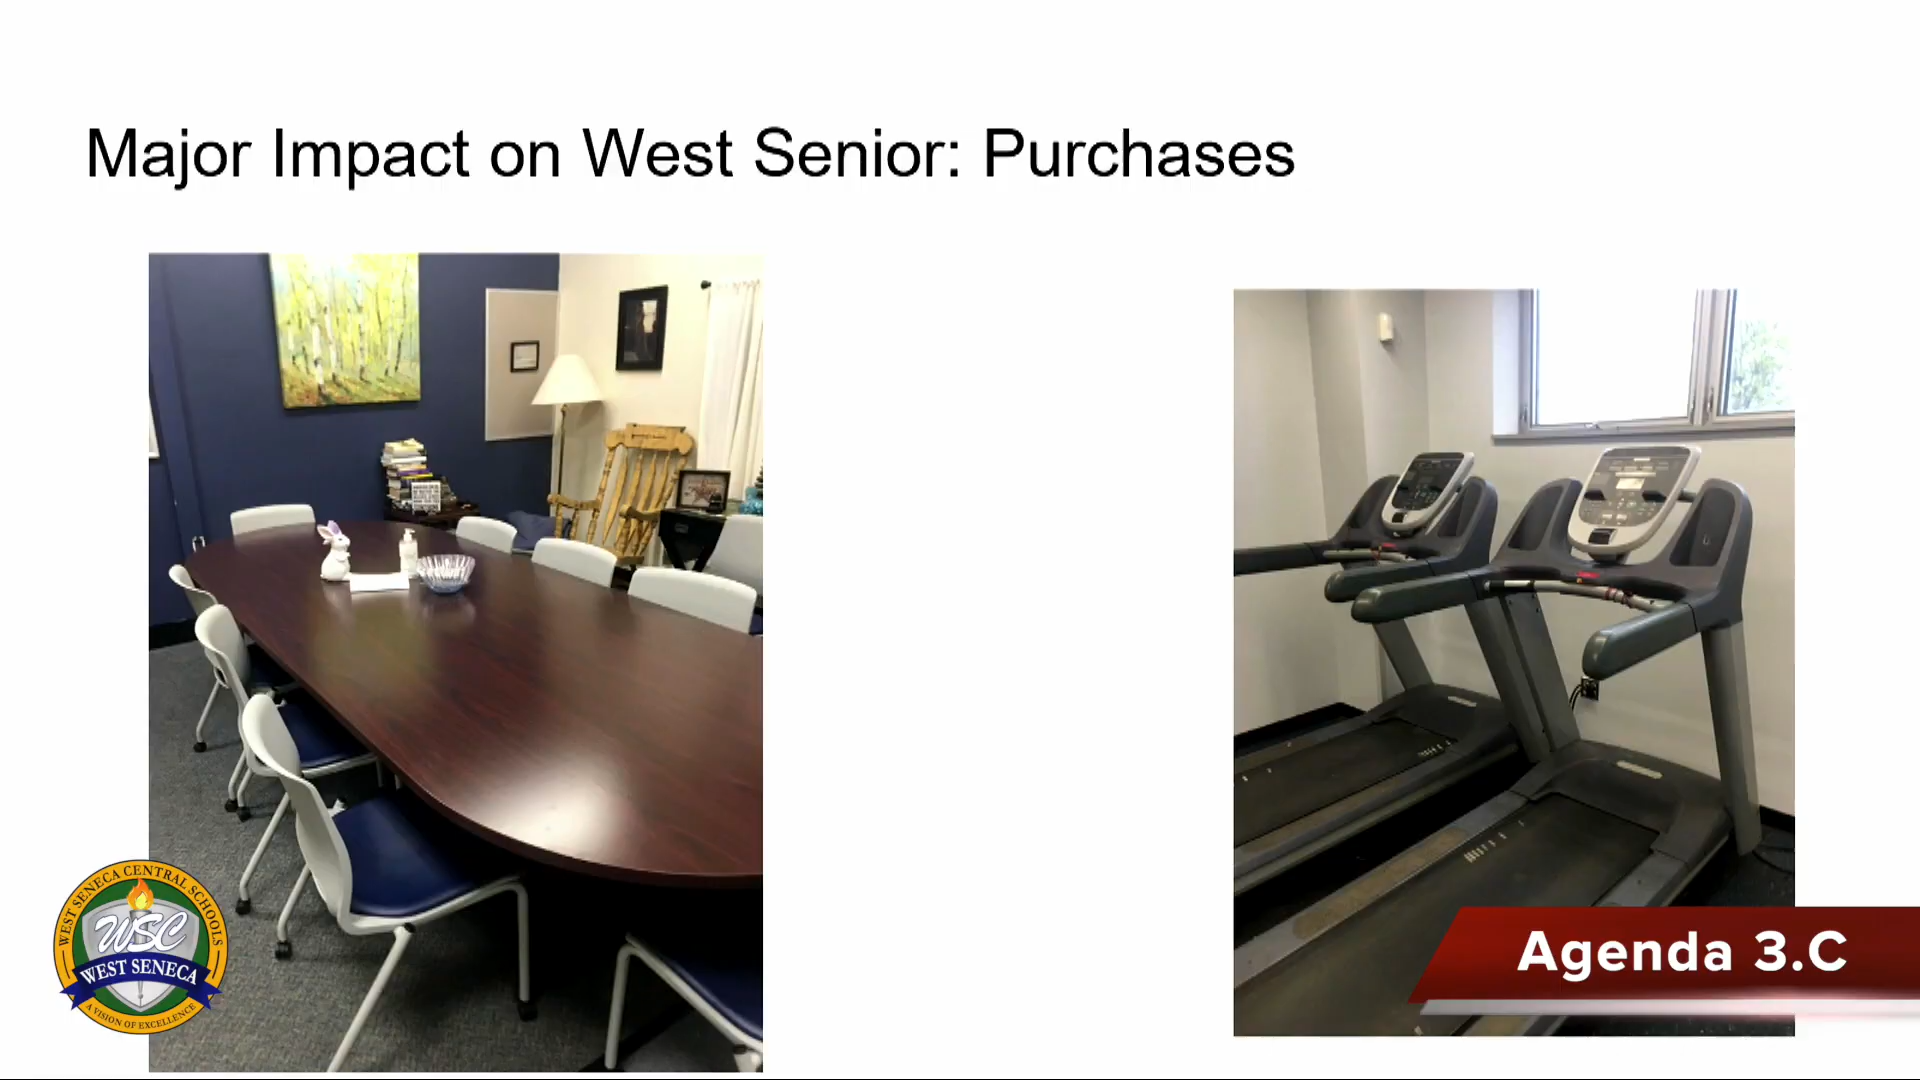 Major Impact on West Senior: Purchases
WEST SENECA CENTRAL SCHOOLS
WSC
WEST SENECA
A VISION OF EXCELLENCE
Agenda 3.C